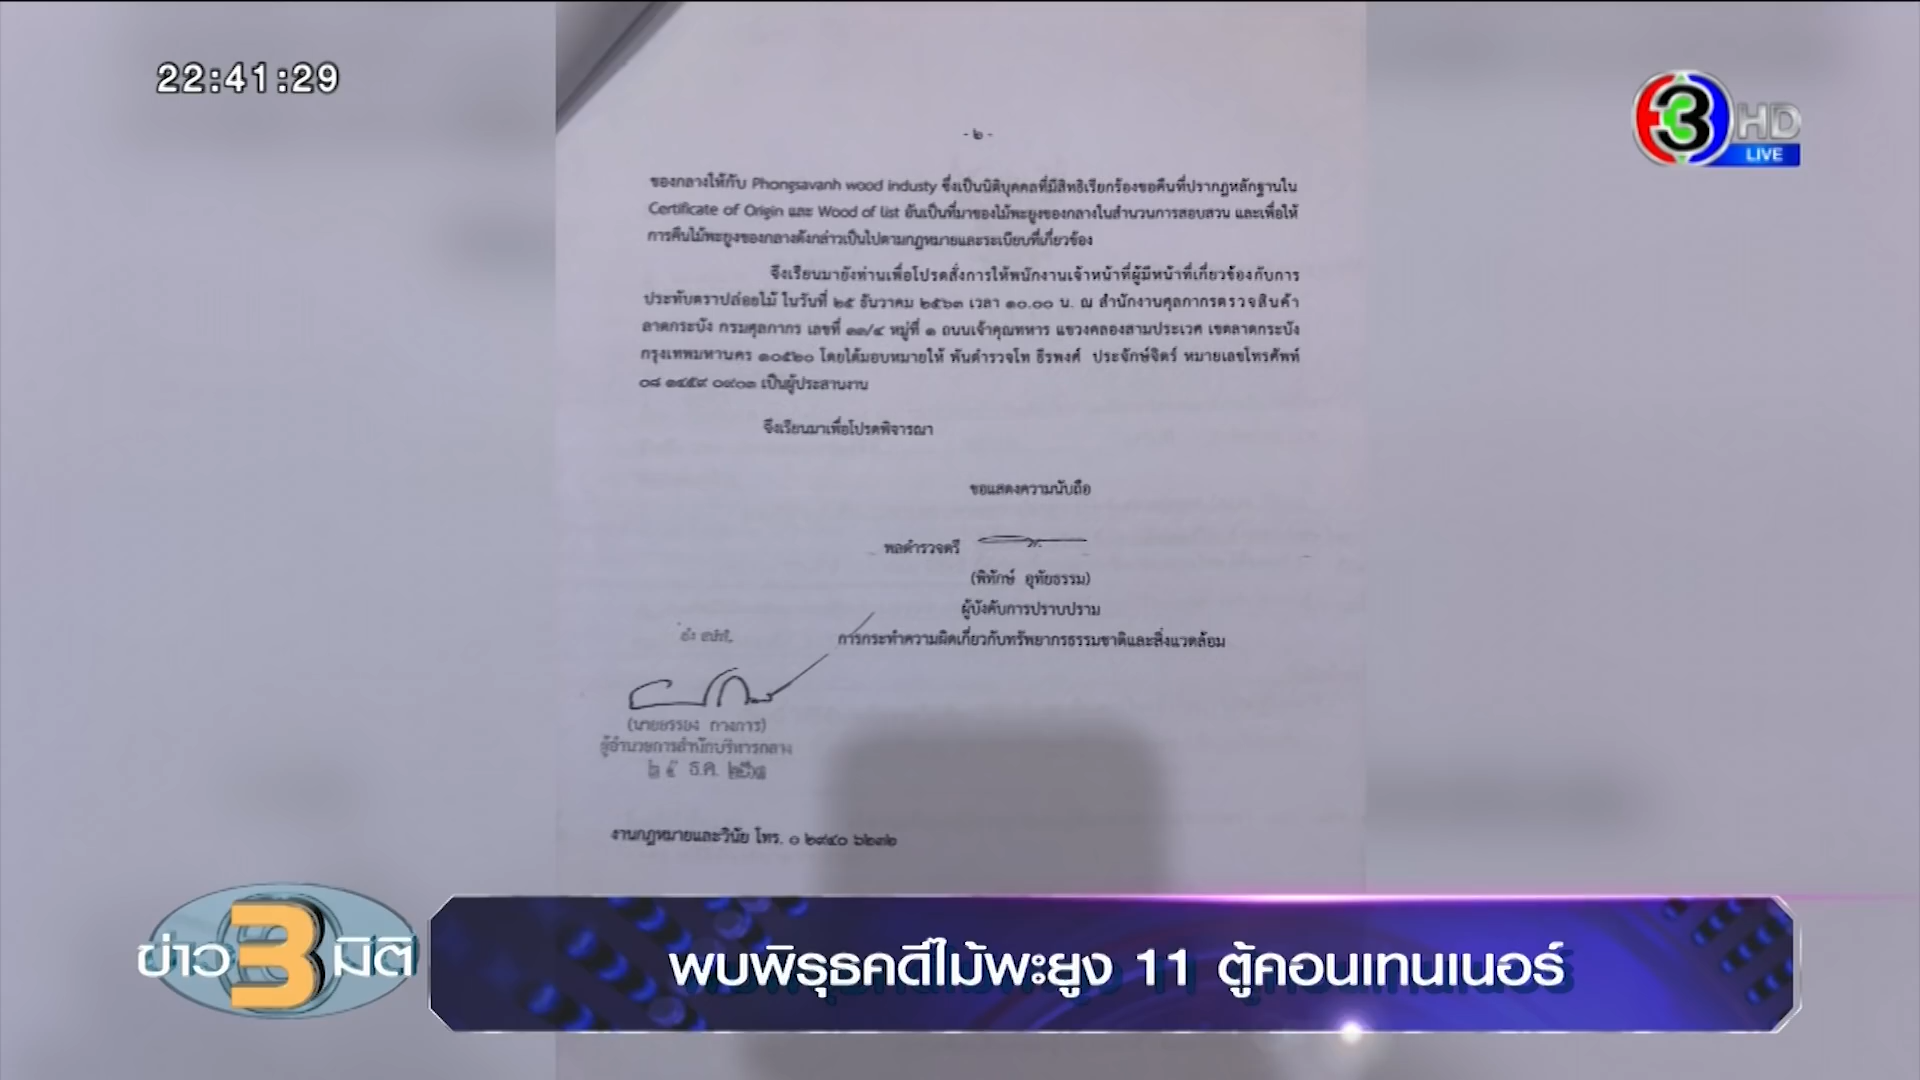 22:41:29
3 HD
LIVE
- ๒ -
ของกลางให้กับ Phongsavanh wood industy ซึ่งเป็นนิติบุคคลที่มีสิทธิเรียกร้องขอคืนที่ปรากฏหลักฐานใน
Certificate of Origin และ Wood of list อันเป็นที่มาของไม้พะยูงของกลางในสำนวนการสอบสวน และเพื่อให้
การคืนไม้พะยูงของกลางดังกล่าวเป็นไปตามกฎหมายและระเบียบที่เกี่ยวข้อง
จึงเรียนมายังท่านเพื่อโปรดสั่งการให้พนักงานเจ้าหน้าที่ผู้มีหน้าที่เกี่ยวข้องกับการ
ประทับตราปล่อยไม้ ในวันที่ ๒๕ ธันวาคม ๒๕๖๓ เวลา ๑๐.๐๐ น. ณ สำนักงานศุลกากรตรวจสินค้า
ลาดกระบัง กรมศุลกากร เลขที่ ๓๓/๔ หมู่ที่ ๑ ถนนเจ้าคุณทหาร แขวงคลองสามประเวศ เขตลาดกระบัง
กรุงเทพมหานคร ๑๐๕๒๐ โดยได้มอบหมายให้ พันตำรวจโท ธีรพงศ์ ประจักษ์จิตร์ หมายเลขโทรศัพท์
๐๘ ๑๔๕๙ ๐๙๐๓ เป็นผู้ประสานงาน
จึงเรียนมาเพื่อโปรดพิจารณา
ขอแสดงความนับถือ
พลตำรวจตรี
(พิทักษ์ อุทัยธรรม)
ผู้บังคับการปราบปราม
การกระทำความผิดเกี่ยวกับทรัพยากรธรรมชาติและสิ่งแวดล้อม
(นายยรรยง กางการ)
ผู้อำนวยการสำนักบริหารกลาง
๒๕ ธ.ค.
งานกฎหมายและวินัย โทร. ๐ ๒๙๔๐ ๖๒๓๒
ข่าว 3 มิติ
พบพิรุธคดีไม้พะยูง 11 ตู้คอนเทนเนอร์